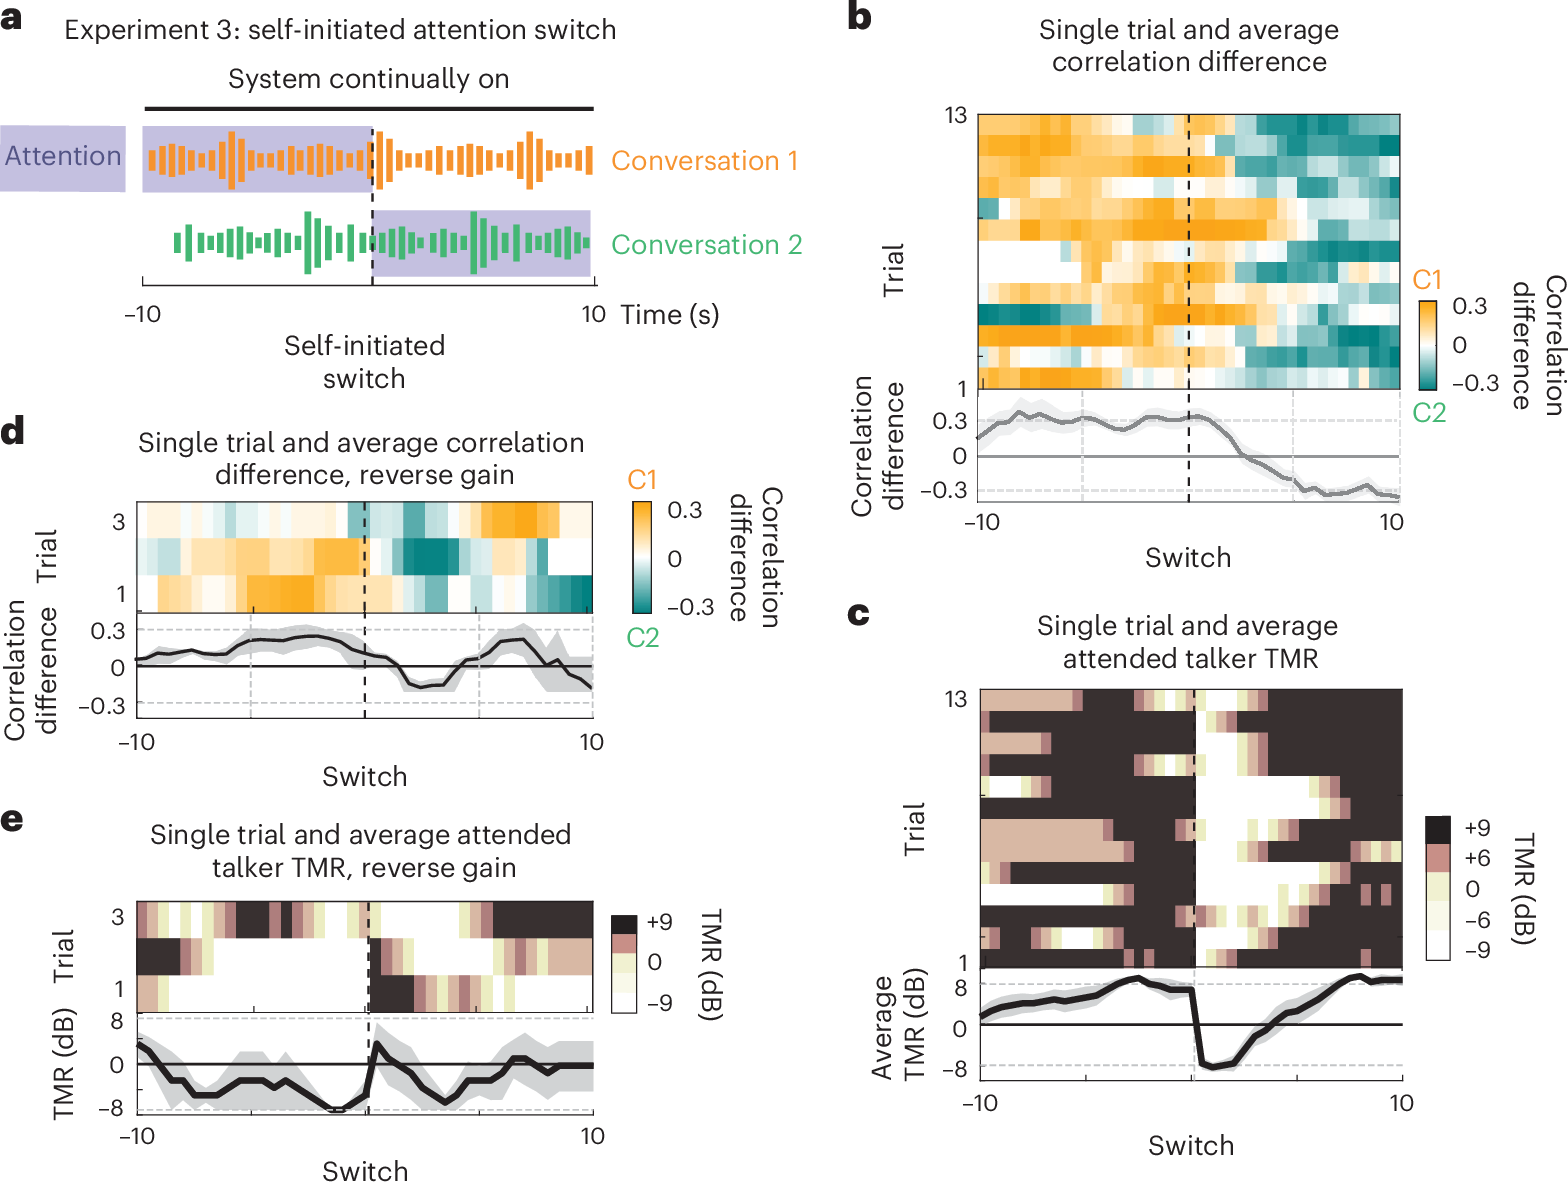 a
Experiment 3: self-initiated attention switch
System continually on
Attention
Conversation 1
Conversation 2
−10
10
Time (s)
Self-initiated
switch
b
Single trial and average
correlation difference
13
Trial
1
C1
0.3
0
−0.3
C2
Correlation
difference
Correlation
difference
0.3
0
−0.3
−10
10
Switch
d
Single trial and average correlation
difference, reverse gain
3
Trial
1
C1
0.3
0
−0.3
C2
Correlation
difference
Correlation
difference
0.3
0
−0.3
−10
10
Switch
c
Single trial and average
attended talker TMR
13
Trial
1
+9
+6
0
−6
−9
TMR (dB)
Average
TMR (dB)
8
0
−8
−10
10
Switch
e
Single trial and average attended
talker TMR, reverse gain
3
Trial
1
+9
0
−9
TMR (dB)
TMR (dB)
8
0
−8
−10
10
Switch